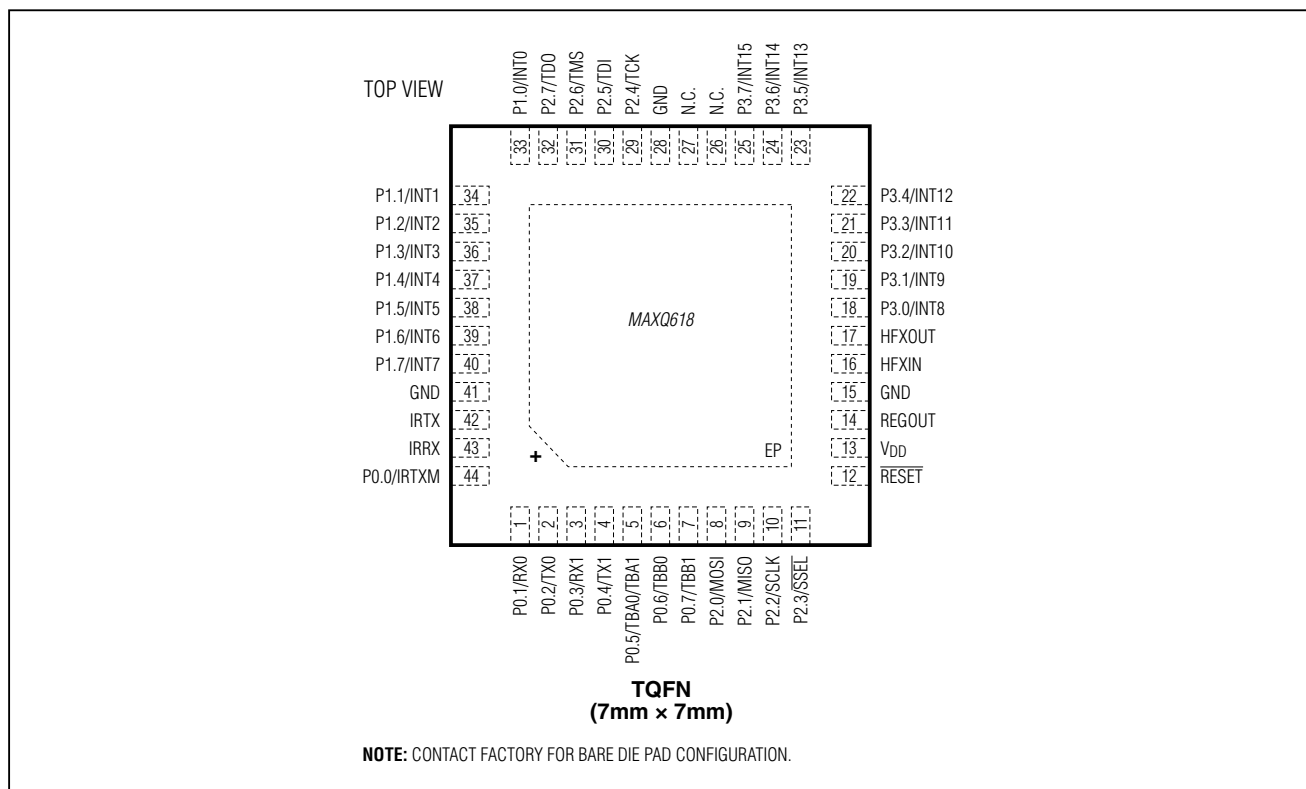 TOP VIEW
P1.0/INT0
P2.7/TDO
P2.6/TMS
P2.5/TDI
P2.4/TCK
GND
N.C.
N.C.
P3.7/INT15
P3.6/INT14
P3.5/INT13
33
32
31
30
29
28
27
26
25
24
23
P1.1/INT1 34
P1.2/INT2 35
P1.3/INT3 36
P1.4/INT4 37
P1.5/INT5 38
P1.6/INT6 39
P1.7/INT7 40
GND 41
IRTX 42
IRRX 43
P0.0/IRTXM 44
MAXQ618
+
EP
22 P3.4/INT12
21 P3.3/INT11
20 P3.2/INT10
19 P3.1/INT9
18 P3.0/INT8
17 HFXOUT
16 HFXIN
15 GND
14 REGOUT
13 VDD
12 RESET
1
2
3
4
5
6
7
8
9
10
11
P0.1/RX0
P0.2/TX0
P0.3/RX1
P0.4/TX1
P0.5/TBA0/TBA1
P0.6/TBB0
P0.7/TBB1
P2.0/MOSI
P2.1/MISO
P2.2/SCLK
P2.3/SSEL
TQFN
(7mm × 7mm)
NOTE: CONTACT FACTORY FOR BARE DIE PAD CONFIGURATION.